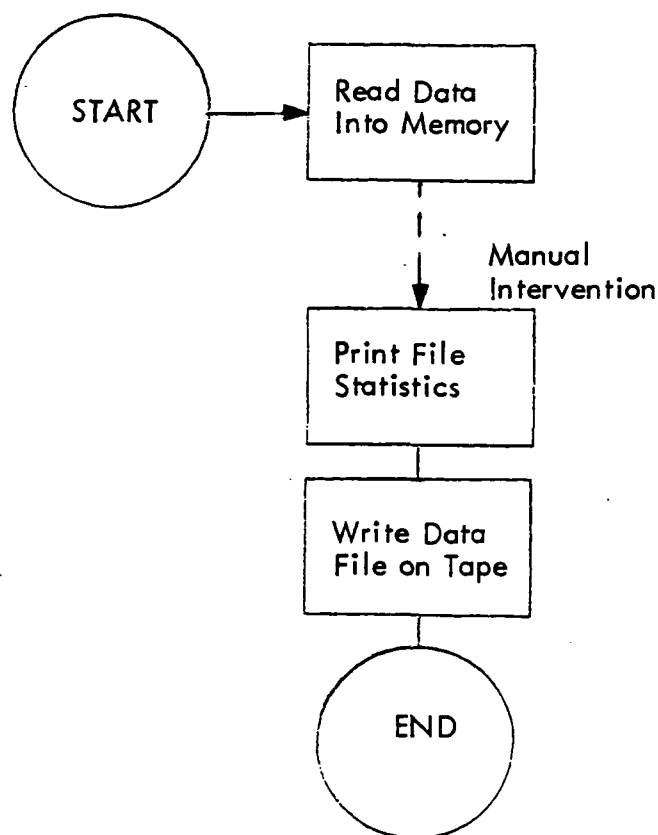 START
Read Data
Into Memory
Manual
Intervention
Print File
Statistics
Write Data
File on Tape
END